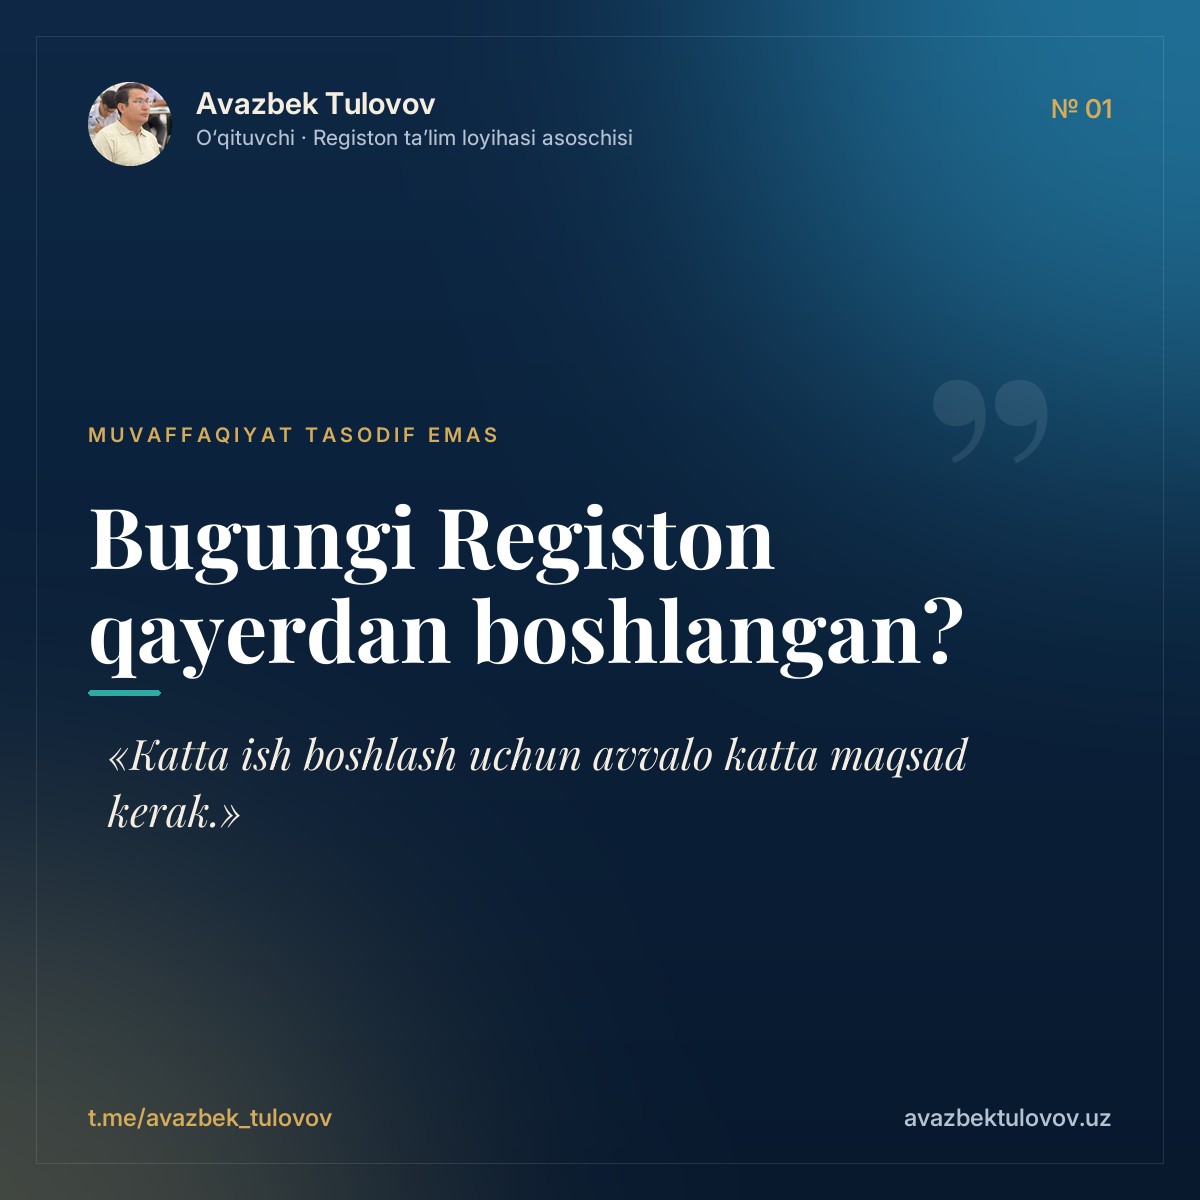 Avazbek Tulovov
O‘qituvchi · Registon ta’lim loyihasi asoschisi
№ 01
MUVAFFAQIYAT TASODIF EMAS
”
Bugungi Registon
qayerdan boshlangan?
«Katta ish boshlash uchun avvalo katta maqsad
kerak.»
t.me/avazbek_tulovov
avazbektulovov.uz